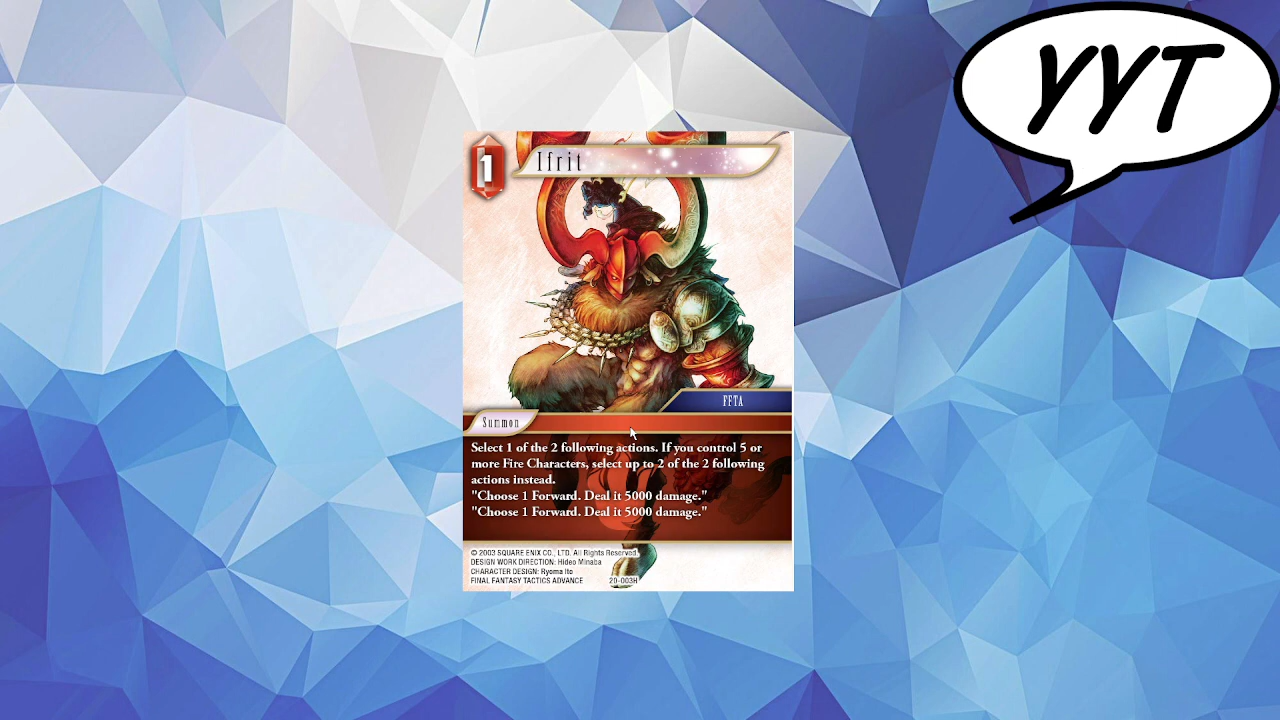 YYT
1
Ifrit
FFTA
Summon
Select 1 of the 2 following actions. If you control 5 or
more Fire Characters, select up to 2 of the 2 following
actions instead.
"Choose 1 Forward. Deal it 5000 damage."
"Choose 1 Forward. Deal it 5000 damage."
© 2003 SQUARE ENIX CO., LTD. All Rights Reserved.
DESIGN WORK DIRECTION: Hideo Minaba
CHARACTER DESIGN: Ryoma Ito
FINAL FANTASY TACTICS ADVANCE 20-003H